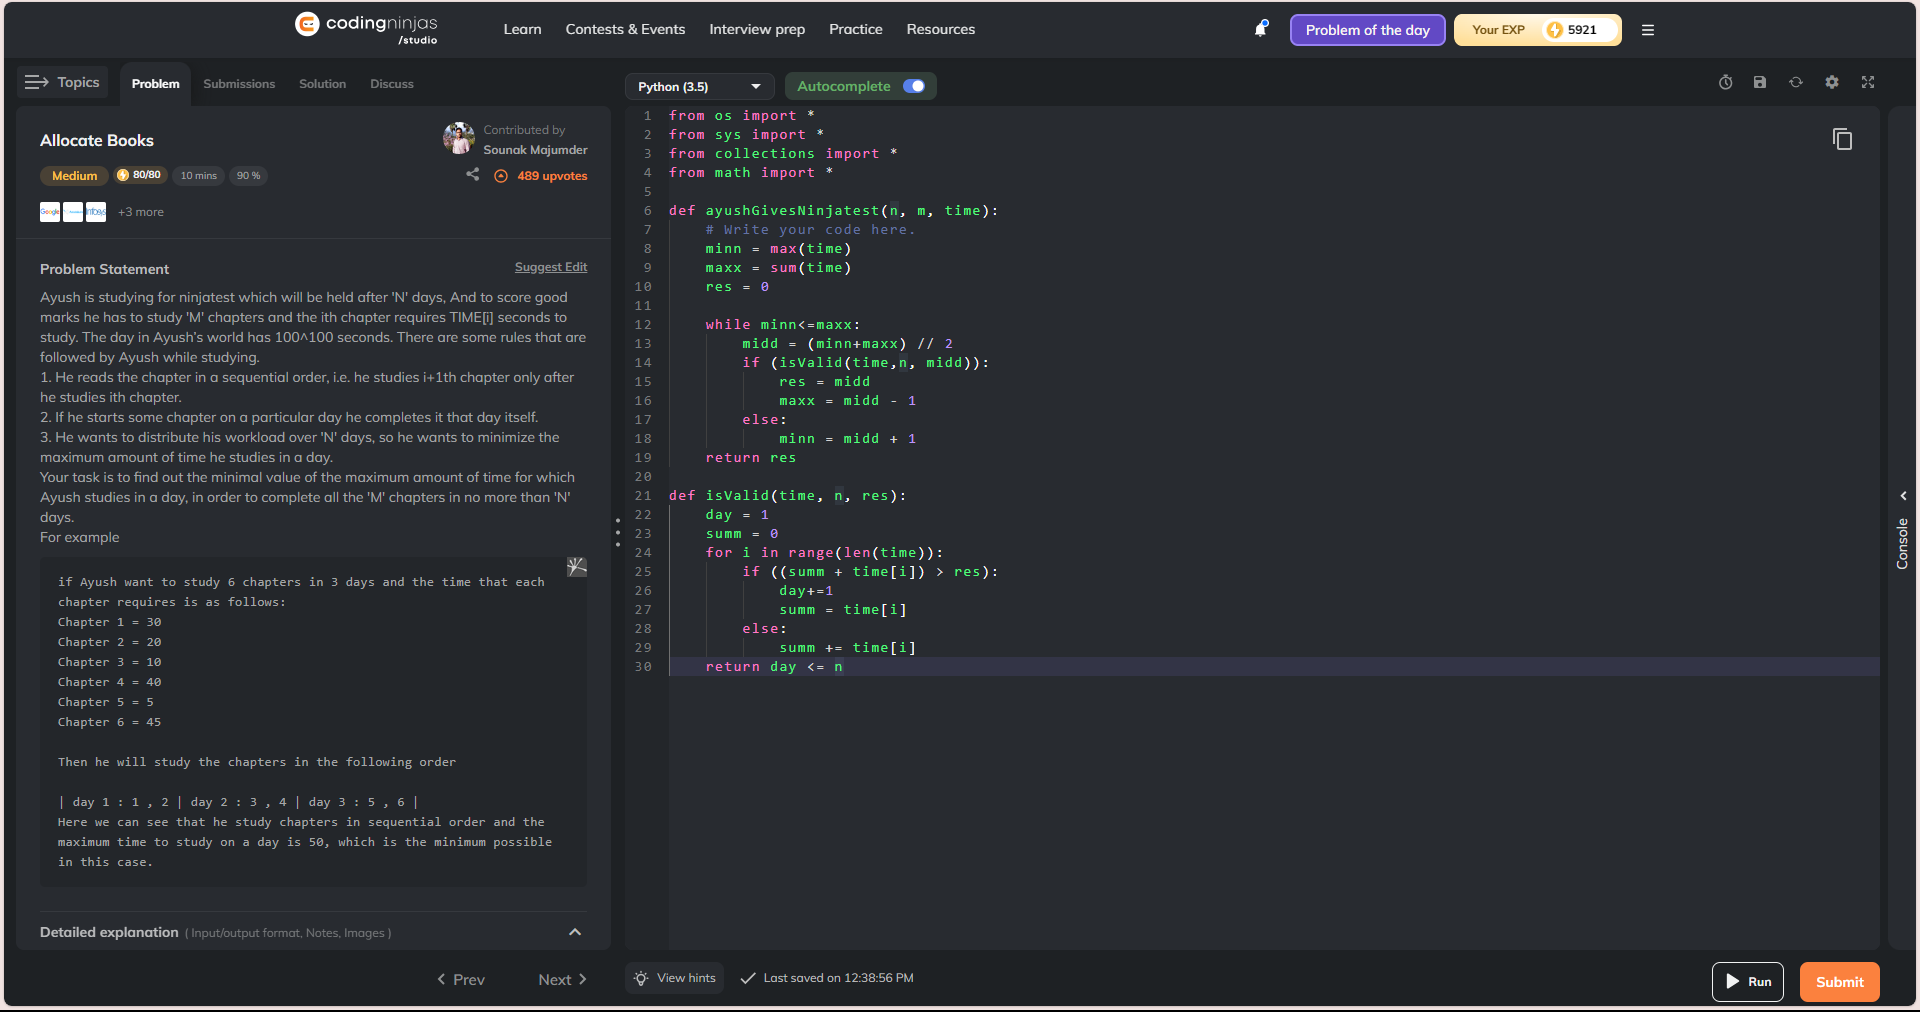 codingninjas
/studio
Learn
Contests & Events
Interview prep
Practice
Resources
Problem of the day
Your EXP
5921
Topics
Problem
Submissions
Solution
Discuss
Allocate Books
Contributed by
Sounak Majumder
Medium
80/80
10 mins
90 %
489 upvotes
Google
Infosys
+3 more
Problem Statement
Suggest Edit
Ayush is studying for ninjatest which will be held after 'N' days, And to score good
marks he has to study 'M' chapters and the ith chapter requires TIME[i] seconds to
study. The day in Ayush's world has 100^100 seconds. There are some rules that are
followed by Ayush while studying.
1. He reads the chapter in a sequential order, i.e. he studies i+1th chapter only after
he studies ith chapter.
2. If he starts some chapter on a particular day he completes it that day itself.
3. He wants to distribute his workload over 'N' days, so he wants to minimize the
maximum amount of time he studies in a day.
Your task is to find out the minimal value of the maximum amount of time for which
Ayush studies in a day, in order to complete all the 'M' chapters in no more than 'N'
days.
For example
if Ayush want to study 6 chapters in 3 days and the time that each
chapter requires is as follows:
Chapter 1 = 30
Chapter 2 = 20
Chapter 3 = 10
Chapter 4 = 40
Chapter 5 = 5
Chapter 6 = 45
Then he will study the chapters in the following order
| day 1 : 1 , 2 | day 2 : 3 , 4 | day 3 : 5 , 6 |
Here we can see that he study chapters in sequential order and the
maximum time to study on a day is 50, which is the minimum possible
in this case.
Detailed explanation ( Input/output format, Notes, Images )
Prev
Next
Python (3.5)
Autocomplete
1 from os import *
2 from sys import *
3 from collections import *
4 from math import *
5
6 def ayushGivesNinjatest(n, m, time):
7     # Write your code here.
8     minn = max(time)
9     maxx = sum(time)
10     res = 0
11
12     while minn<=maxx:
13         midd = (minn+maxx) // 2
14         if (isValid(time,n, midd)):
15             res = midd
16             maxx = midd - 1
17         else:
18             minn = midd + 1
19     return res
20
21 def isValid(time, n, res):
22     day = 1
23     summ = 0
24     for i in range(len(time)):
25         if ((summ + time[i]) > res):
26             day+=1
27             summ = time[i]
28         else:
29             summ += time[i]
30     return day <= n
Console
View hints
Last saved on 12:38:56 PM
Run
Submit